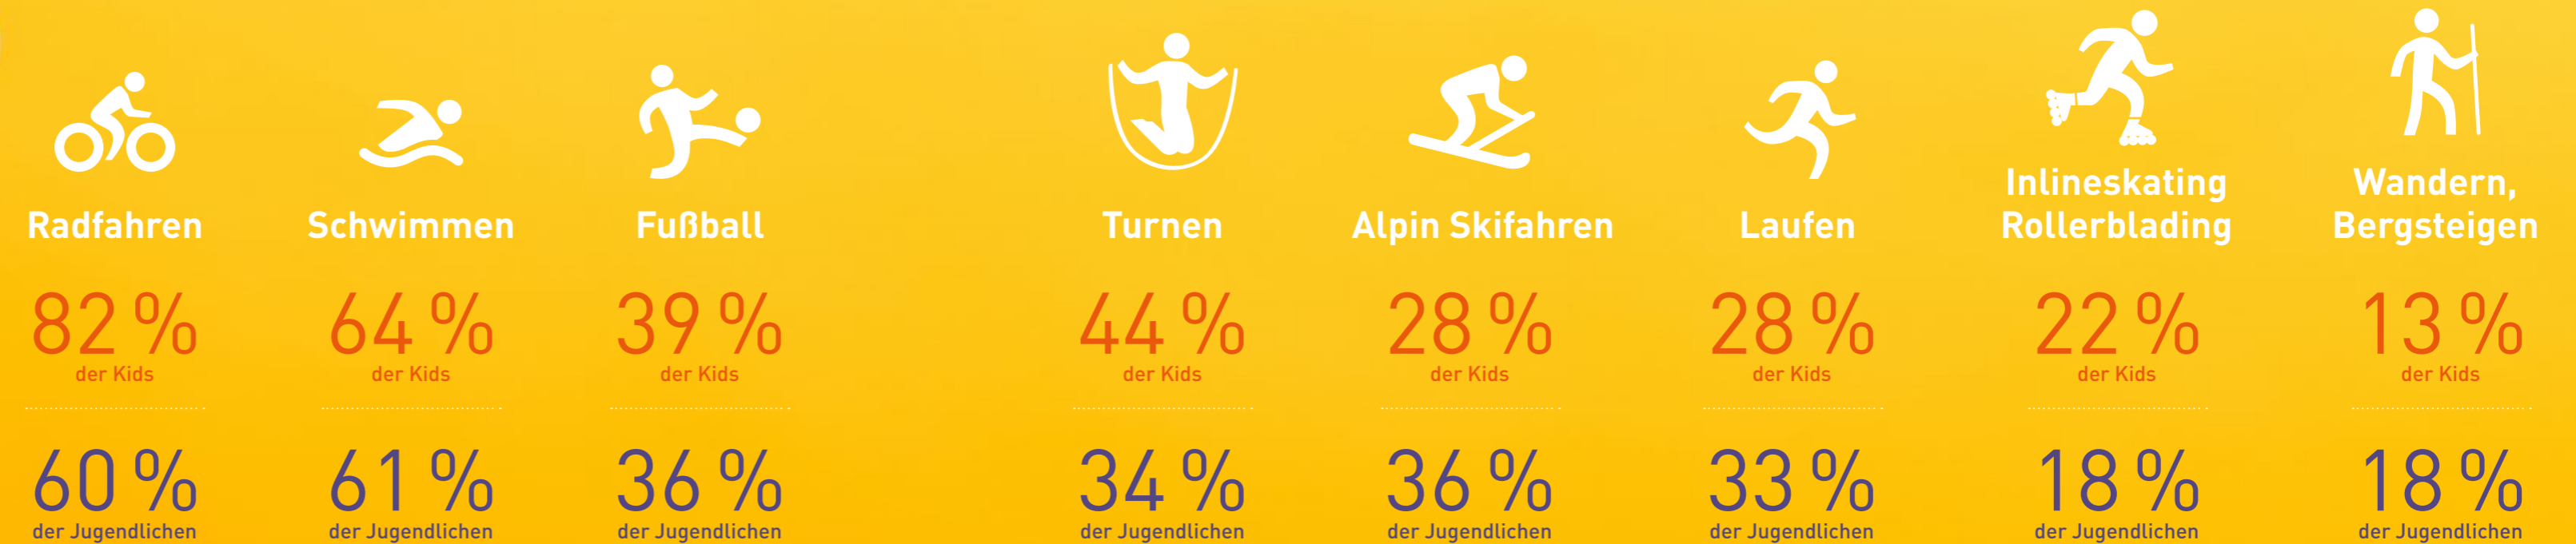 Radfahren
82 %
der Kids
60 %
der Jugendlichen
Schwimmen
64 %
der Kids
61 %
der Jugendlichen
Fußball
39 %
der Kids
36 %
der Jugendlichen
Turnen
44 %
der Kids
34 %
der Jugendlichen
Alpin Skifahren
28 %
der Kids
36 %
der Jugendlichen
Laufen
28 %
der Kids
33 %
der Jugendlichen
Inlineskating
Rollerblading
22 %
der Kids
18 %
der Jugendlichen
Wandern,
Bergsteigen
13 %
der Kids
18 %
der Jugendlichen